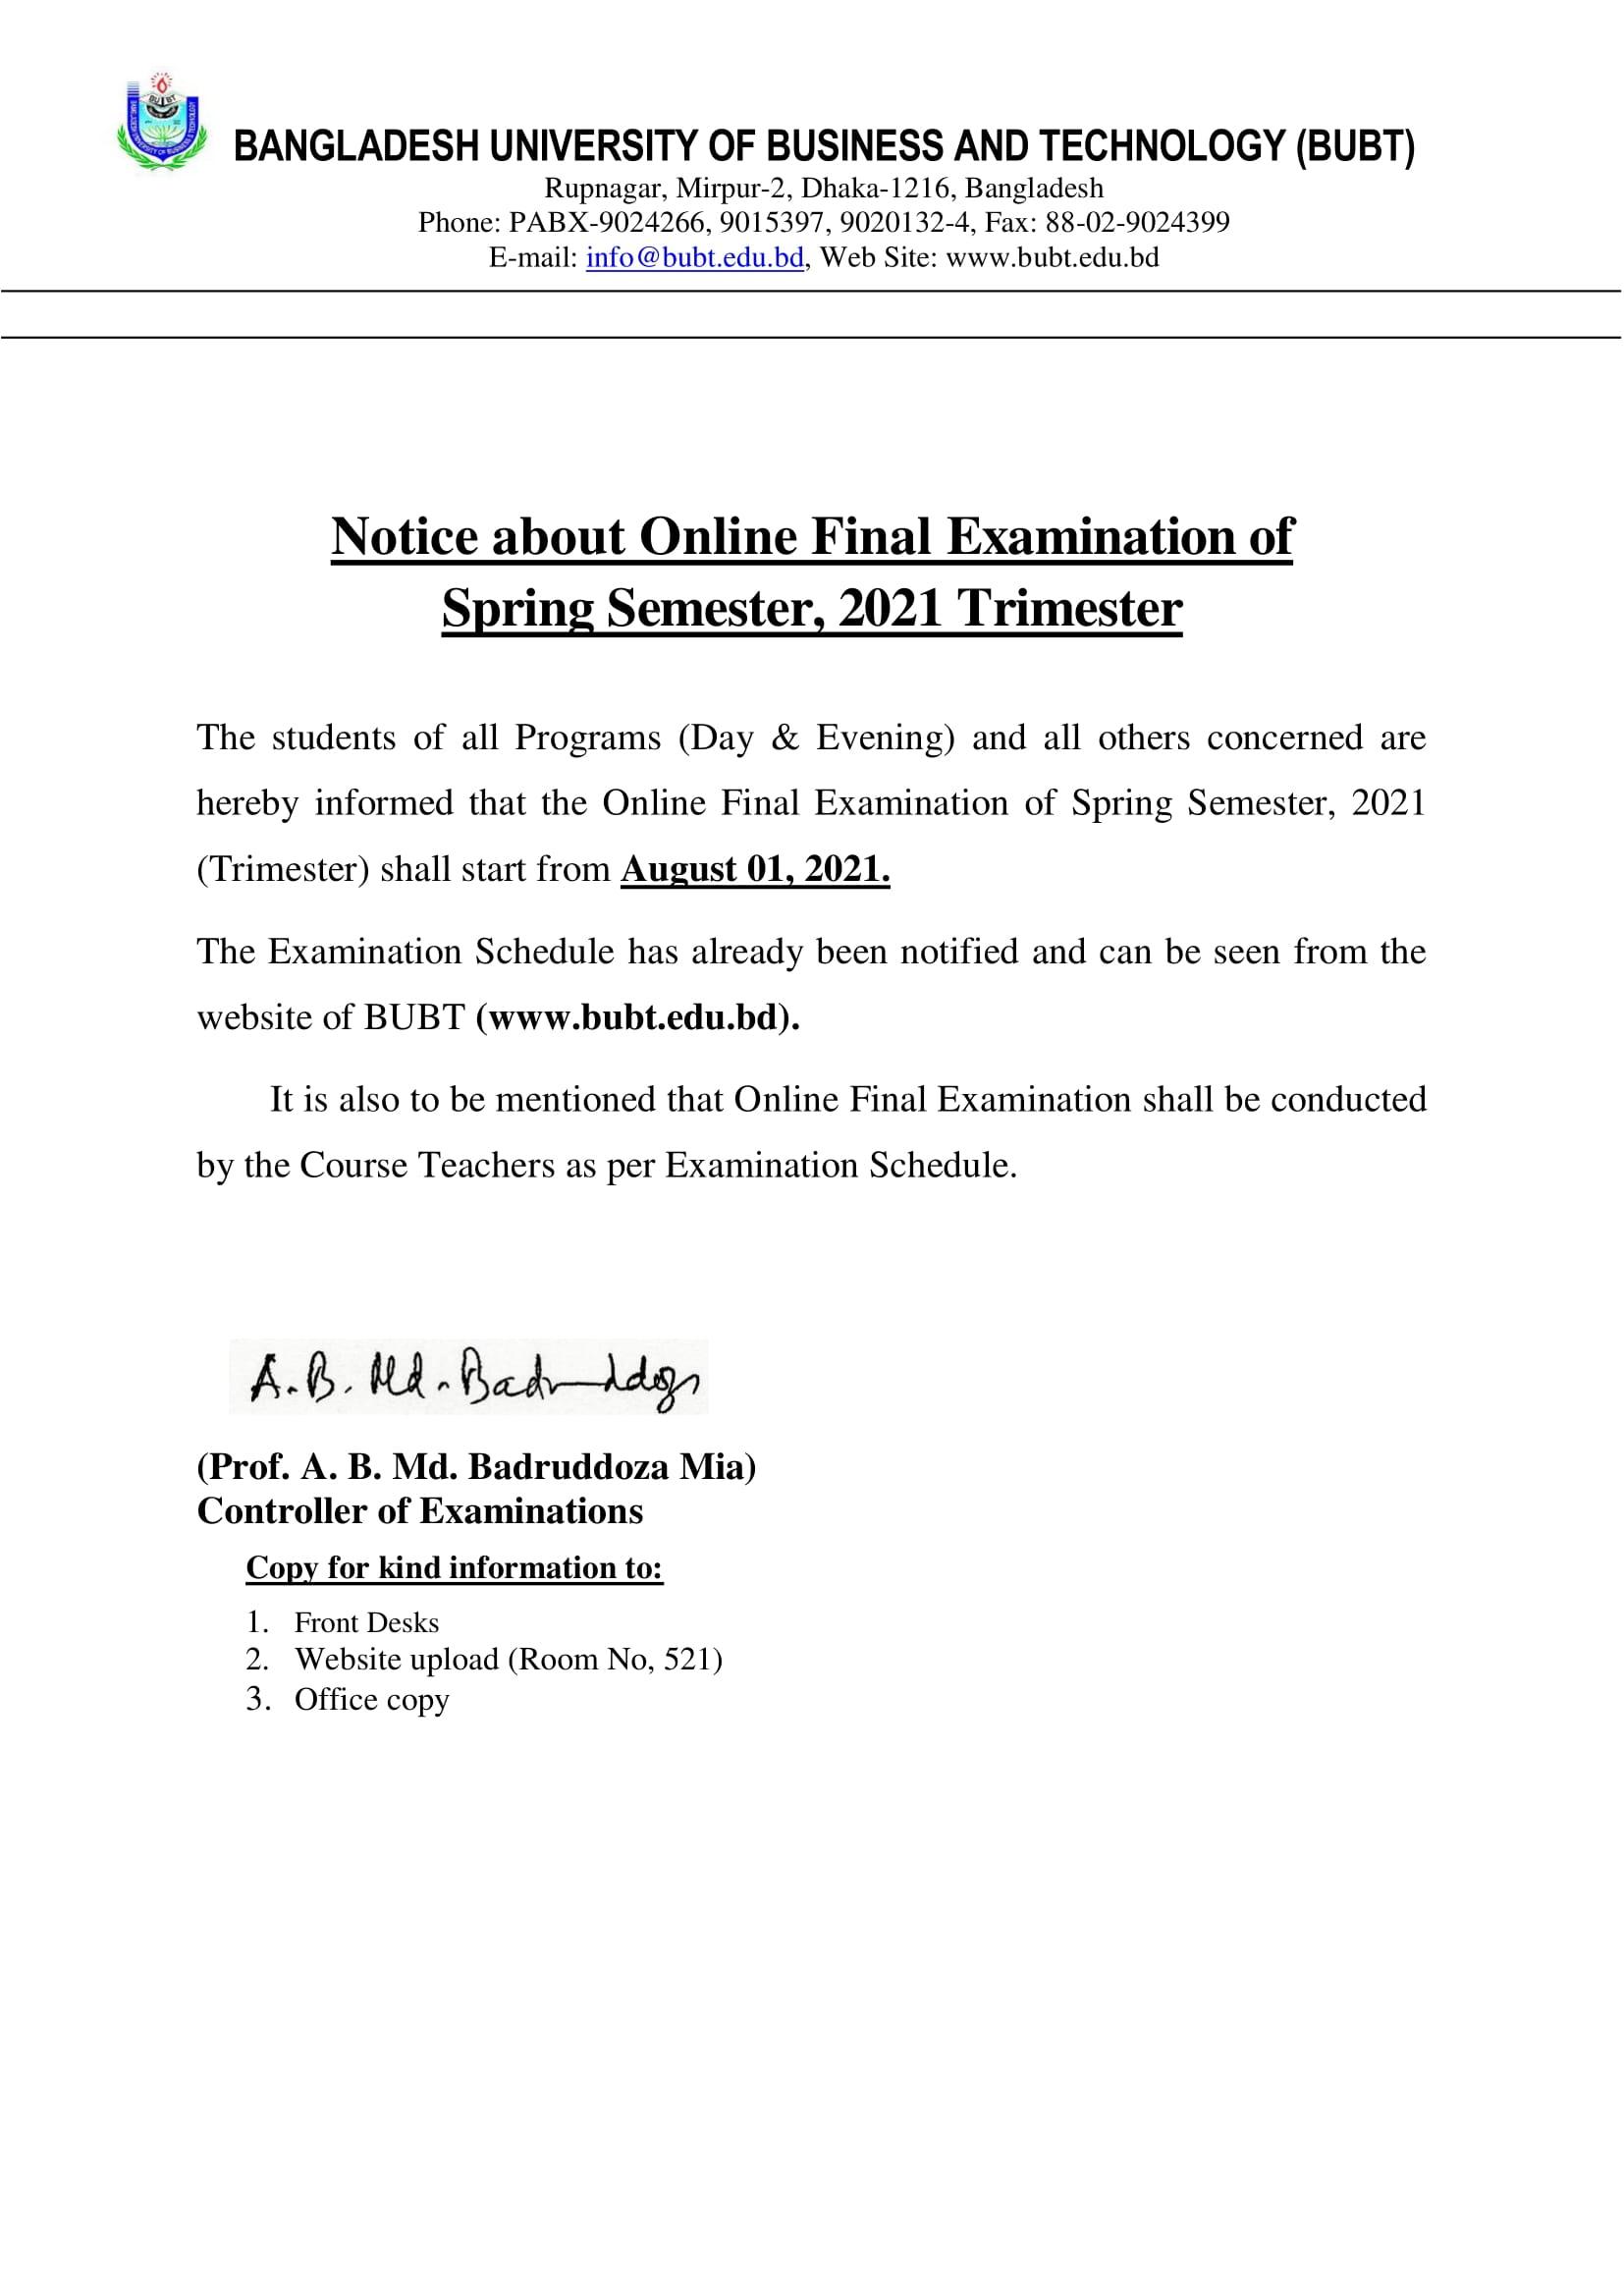 BANGLADESH UNIVERSITY OF BUSINESS AND TECHNOLOGY (BUBT)
Rupnagar, Mirpur-2, Dhaka-1216, Bangladesh
Phone: PABX-9024266, 9015397, 9020132-4, Fax: 88-02-9024399
E-mail: info@bubt.edu.bd, Web Site: www.bubt.edu.bd
Notice about Online Final Examination of
Spring Semester, 2021 Trimester
The students of all Programs (Day & Evening) and all others concerned are
hereby informed that the Online Final Examination of Spring Semester, 2021
(Trimester) shall start from August 01, 2021.
The Examination Schedule has already been notified and can be seen from the
website of BUBT (www.bubt.edu.bd).
It is also to be mentioned that Online Final Examination shall be conducted
by the Course Teachers as per Examination Schedule.
A.B. Md. Badruddoza
(Prof. A. B. Md. Badruddoza Mia)
Controller of Examinations
Copy for kind information to:
1. Front Desks
2. Website upload (Room No, 521)
3. Office copy